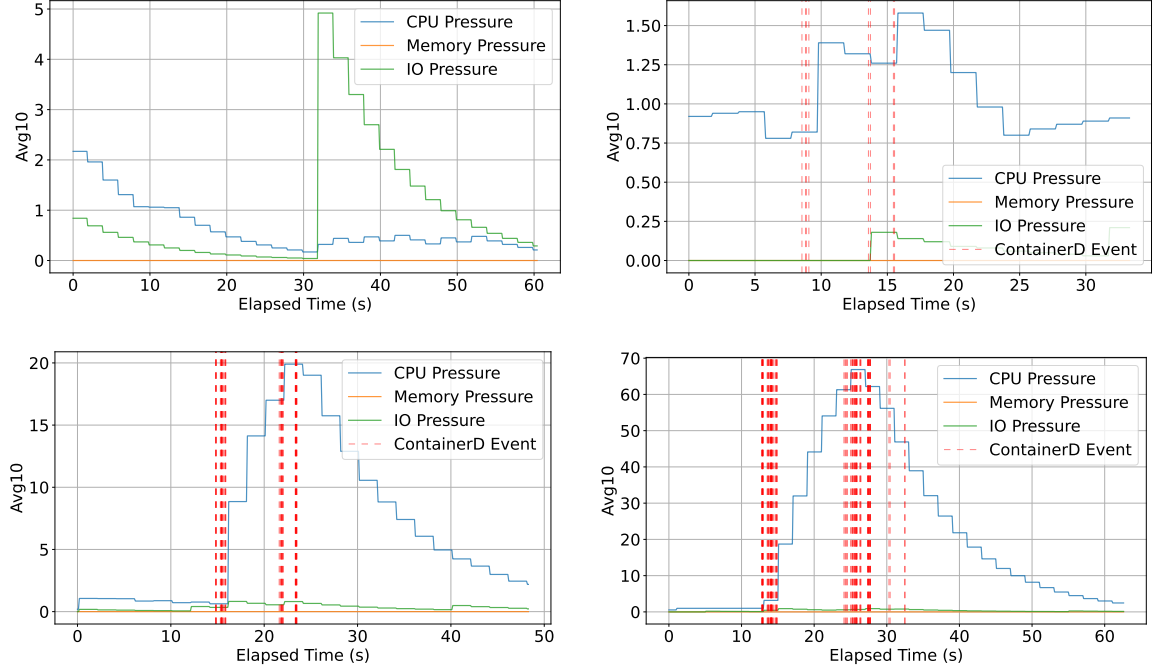 5
4
3
2
1
0
Avg10
CPU Pressure
Memory Pressure
IO Pressure
0 10 20 30 40 50 60
Elapsed Time (s)
1.50
1.25
1.00
0.75
0.50
0.25
0.00
Avg10
CPU Pressure
Memory Pressure
IO Pressure
ContainerD Event
0 5 10 15 20 25 30
Elapsed Time (s)
20
15
10
5
0
Avg10
CPU Pressure
Memory Pressure
IO Pressure
ContainerD Event
0 10 20 30 40 50
Elapsed Time (s)
70
60
50
40
30
20
10
0
Avg10
CPU Pressure
Memory Pressure
IO Pressure
ContainerD Event
0 10 20 30 40 50 60
Elapsed Time (s)